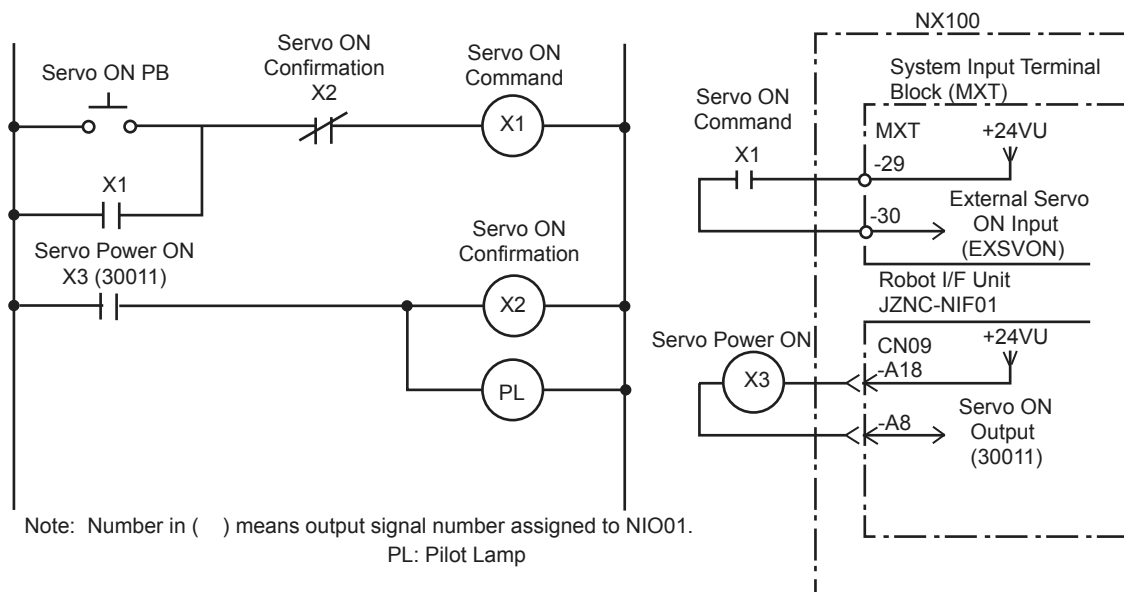 Servo ON PB
Servo ON
Confirmation
X2
Servo ON
Command
X1
X1
Servo Power ON
X3 (30011)
Servo ON
Confirmation
X2
PL
Note: Number in ( ) means output signal number assigned to NIO01.
PL: Pilot Lamp
NX100
System Input Terminal
Block (MXT)
Servo ON
Command
X1
MXT
+24VU
-29
-30
External Servo
ON Input
(EXSVON)
Robot I/F Unit
JZNC-NIF01
Servo Power ON
X3
CN09
+24VU
-A18
-A8
Servo ON
Output
(30011)